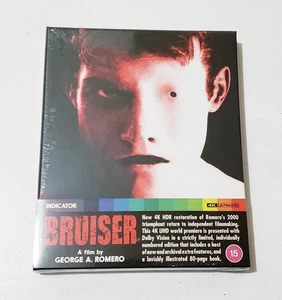 INDICATOR
4K ULTRA HD
BRUISER
A film by
GEORGE A. ROMERO
New 4K HDR restoration of Romero's 2000
triumphant return to independent filmmaking.
This 4K UHD world premiere is presented with
Dolby Vision in a strictly limited, individually
numbered edition that includes a host of
new and archival extra features, and
a lavishly illustrated 80-page book.
15